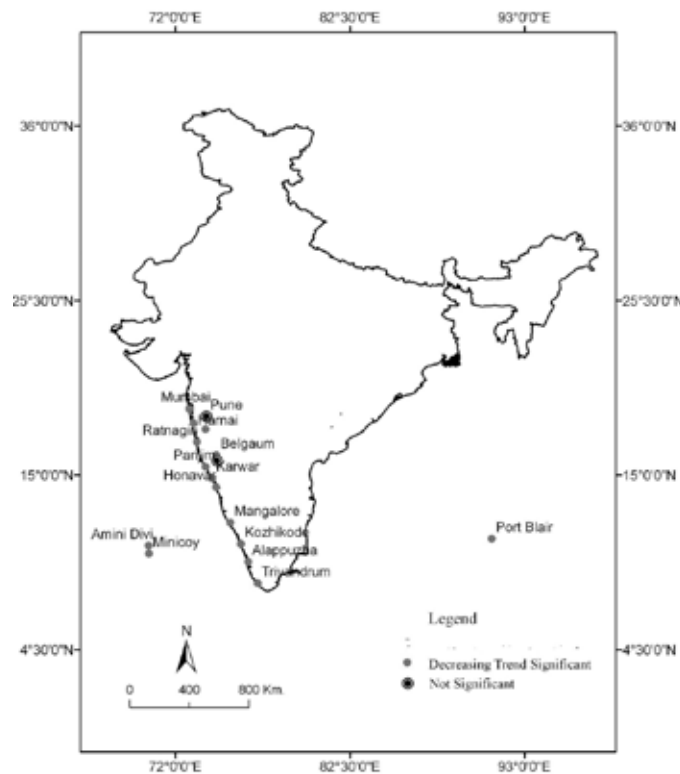 72°0'0"E 82°30'0"E 93°0'0"E
36°0'0"N 36°0'0"N
25°30'0"N 25°30'0"N
Mumbai
Pune
Ratnagiri
Belgaum
Karwar
Honavar
15°0'0"N 15°0'0"N
Mangalore
Kozhikode
Port Blair
Amini Divi
Minicoy
Alappuzha
Trivandrum
Legend
N
4°30'0"N 4°30'0"N
Decreasing Trend Significant
Not Significant
0 400 800 Km.
72°0'0"E 82°30'0"E 93°0'0"E